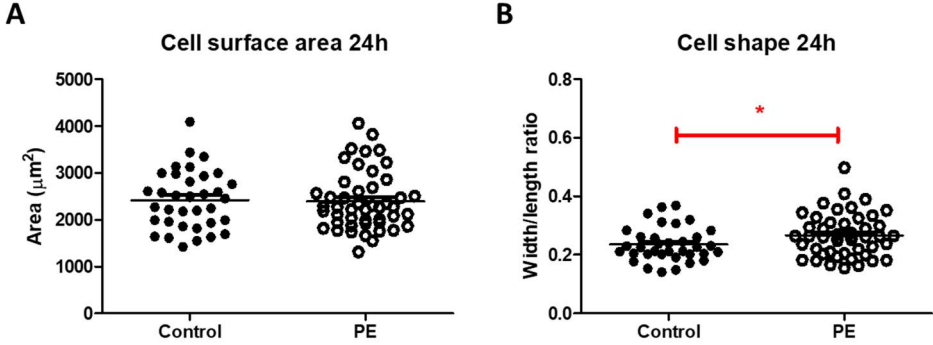 A
Cell surface area 24h
Area (μm²)
5000
4000
3000
2000
1000
0
Control
PE
B
Cell shape 24h
Width/length ratio
0.8
0.6
0.4
0.2
0.0
*
Control
PE